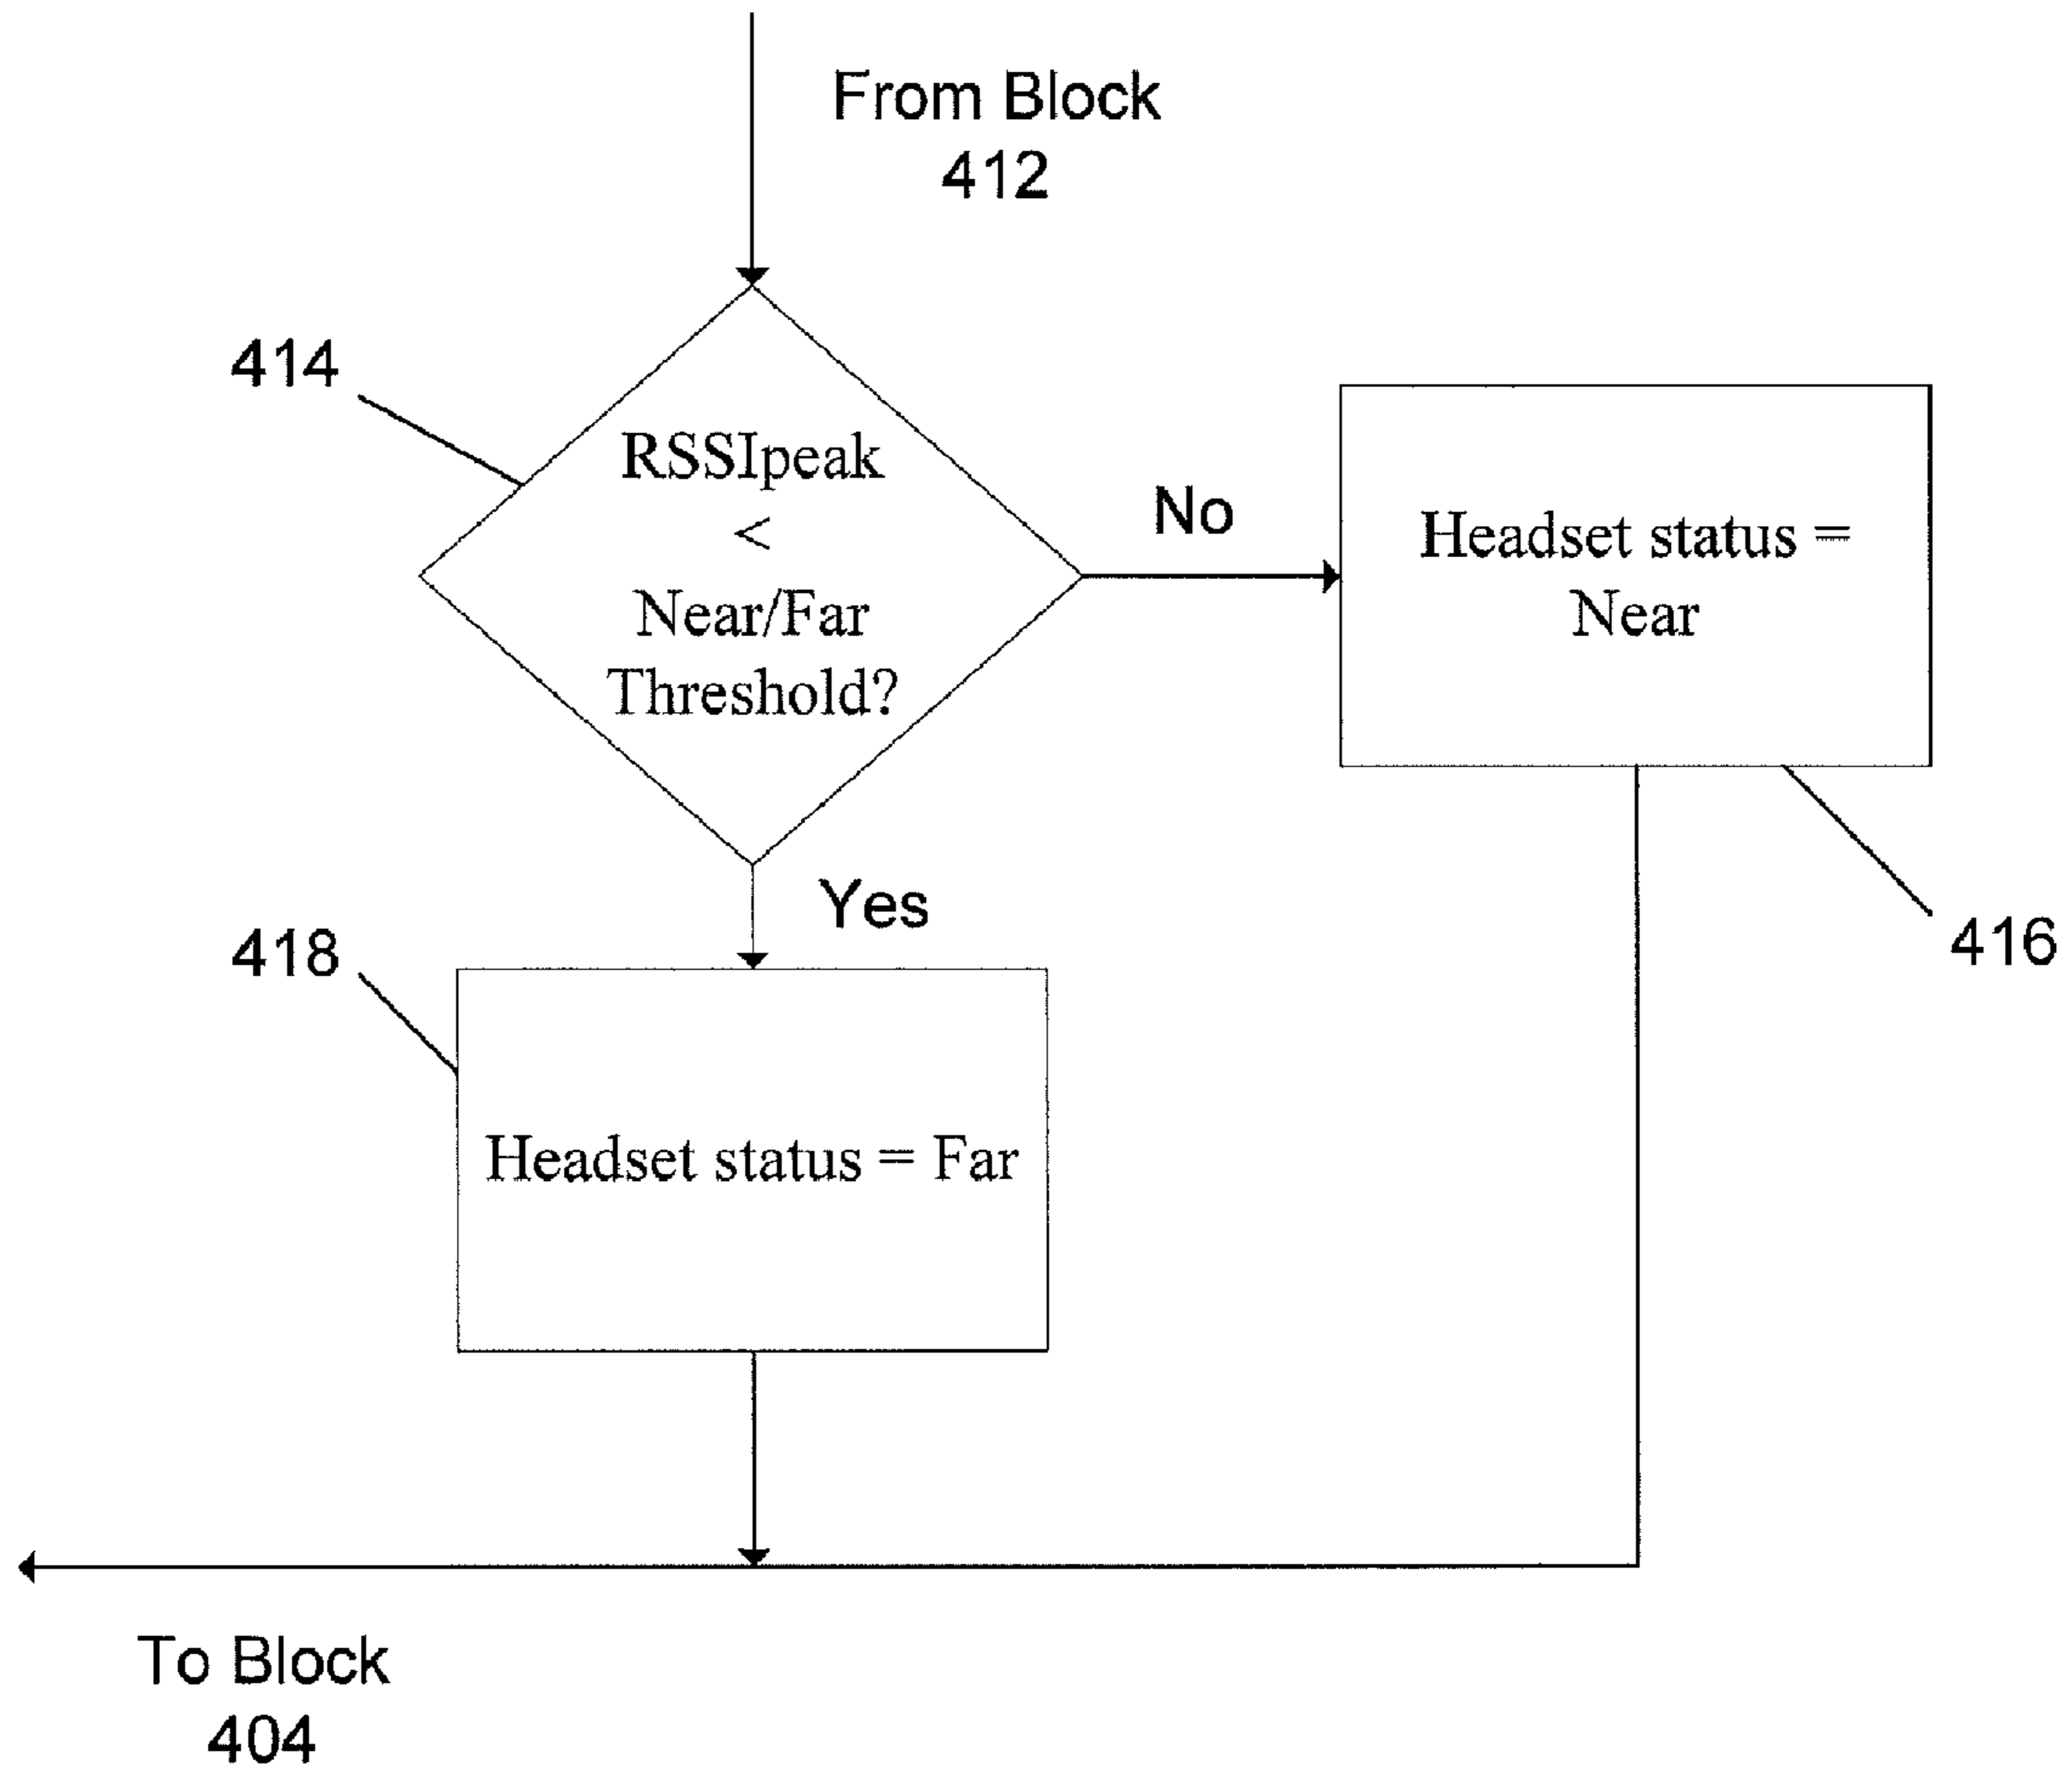 From Block
412
414
RSSIpeak
<
Near/Far
Threshold?
No
Headset status =
Near
Yes
418
416
Headset status = Far
To Block
404